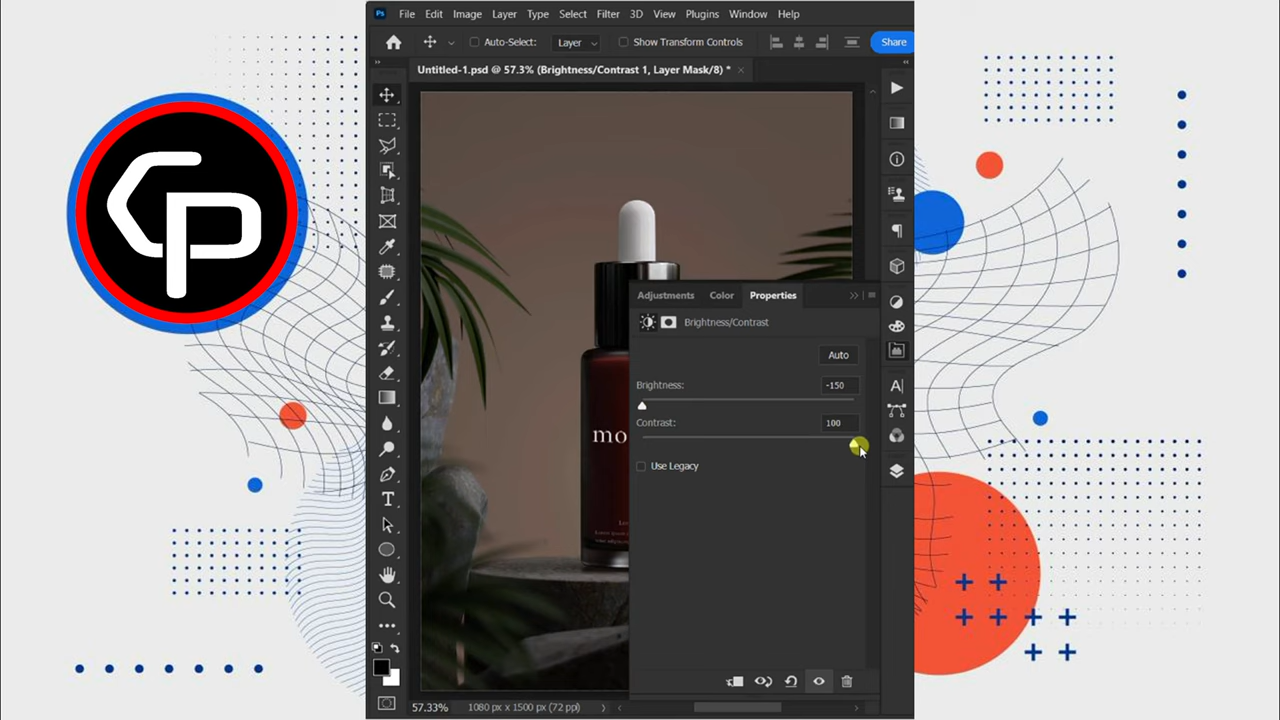 CP
Ps File Edit Image Layer Type Select Filter 3D View Plugins Window Help
Auto-Select: Layer Show Transform Controls Share
Untitled-1.psd @ 57.3% (Brightness/Contrast 1, Layer Mask/8) * ×
Adjustments Color Properties
Brightness/Contrast
Auto
Brightness: -150
Contrast: 100
mo
Use Legacy
57.33% 1080 px x 1500 px (72 ppi)